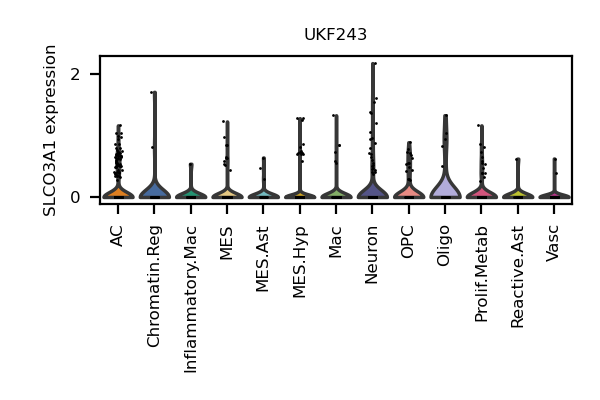 UKF243
SLCO3A1 expression
2
0
AC
Chromatin.Reg
Inflammatory.Mac
MES
MES.Ast
MES.Hyp
Mac
Neuron
OPC
Oligo
Prolif.Metab
Reactive.Ast
Vasc